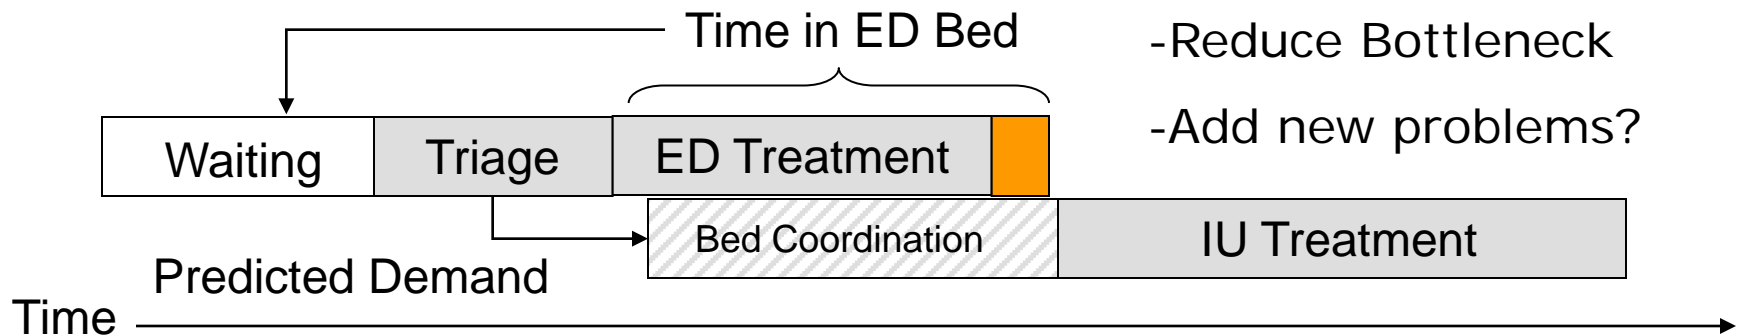 Time in ED Bed
-Reduce Bottleneck
-Add new problems?
Waiting
Triage
ED Treatment
Bed Coordination
IU Treatment
Predicted Demand
Time